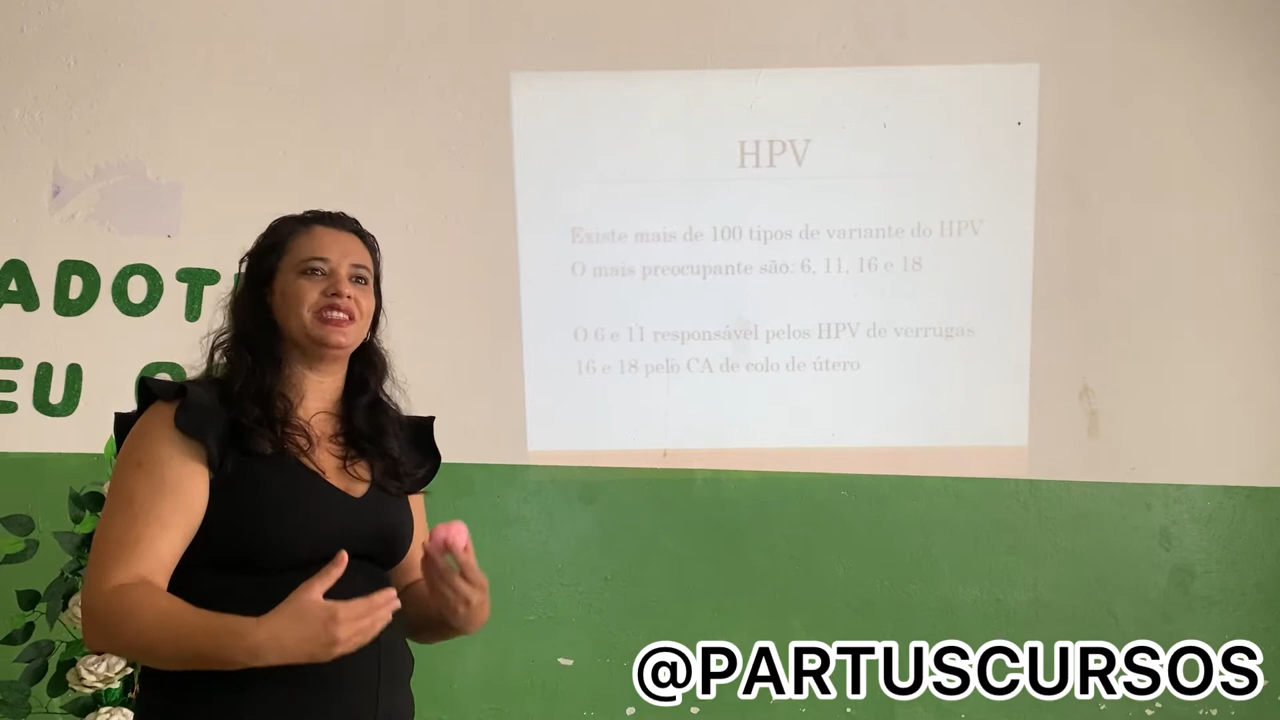 HPV
Existe mais de 100 tipos de variante do HPV
O mais preocupante são: 6, 11, 16 e 18
O 6 e 11 responsável pelos HPV de verrugas
16 e 18 pelo CA de colo de útero
ADOT
EU
@PARTUSCURSOS